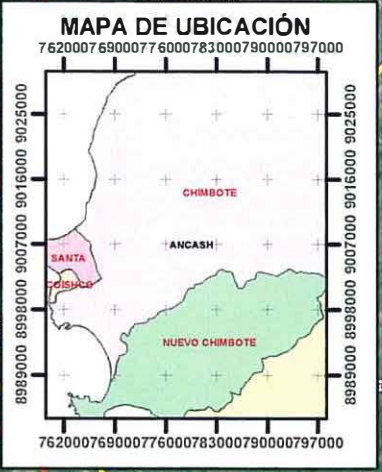 MAPA DE UBICACIÓN
762000769000776000783000790000797000
9025000 9025000
9016000 9016000
CHIMBOTE
9007000 9007000
ANCASH
SANTA
COISHCO
8998000 8998000
NUEVO CHIMBOTE
8989000 8989000
762000769000776000783000790000797000